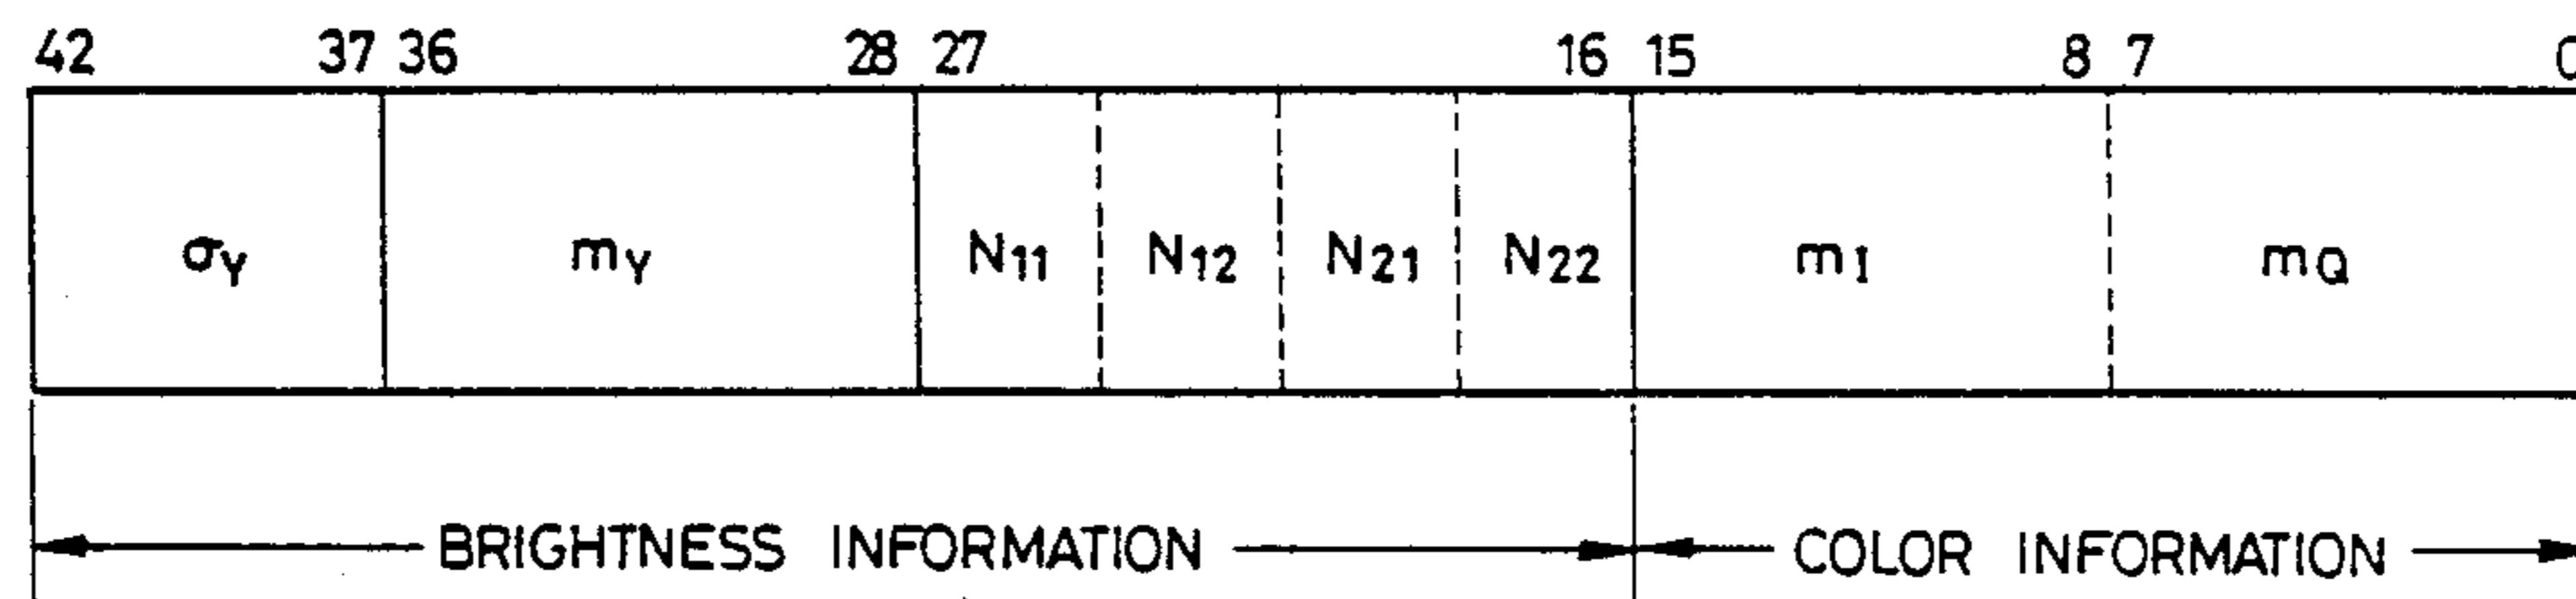 42 37 36 28 27 16 15 8 7 0
σY mY N11 N12 N21 N22 mI mQ
BRIGHTNESS INFORMATION COLOR INFORMATION